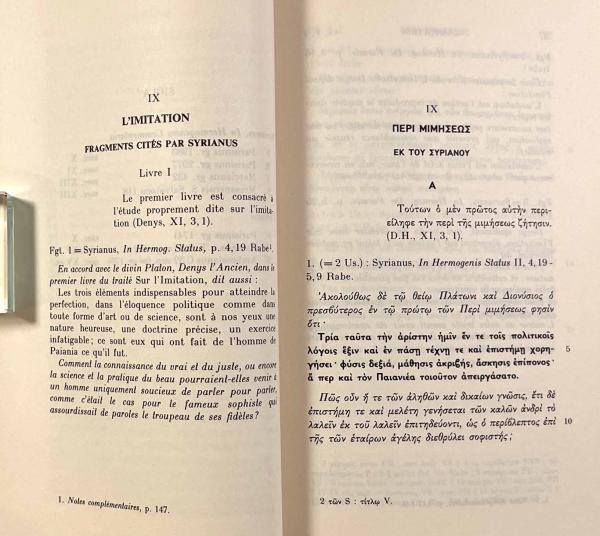 IX
L'IMITATION
FRAGMENTS CITÉS PAR SYRIANUS
Livre I
Le premier livre est consacré à
l'étude proprement dite sur l'imita-
tion (Denys, XI, 3, 1).
Fgt. 1 = Syrianus, In Hermog. Status, p. 4,19 Rabe¹.
En accord avec le divin Platon, Denys l'Ancien, dans le
premier livre du traité Sur l'Imitation, dit aussi :
Les trois éléments indispensables pour atteindre la
perfection, dans l'éloquence politique comme dans
toute forme d'art ou de science, sont à nos yeux une
nature heureuse, une doctrine précise, un exercice
infatigable ; ce sont eux qui ont fait de l'homme de
Paiania ce qu'il fut.
Comment la connaissance du vrai et du juste, ou encore
la science et la pratique du beau pourraient-elles venir à
un homme uniquement soucieux de parler pour parler,
comme c'était le cas pour le fameux sophiste qui
assourdissait de paroles le troupeau de ses fidèles ?
1. Notes complémentaires, p. 147.
IX
ΠΕΡΙ ΜΙΜΗΣΕΩΣ
ΕΚ ΤΟΥ ΣΥΡΙΑΝΟΥ
Α
Τούτων ὁ μὲν πρῶτος αὐτὴν περι-
είληφε τὴν περὶ τῆς μιμήσεως ζήτησιν.
(D.H., XI, 3, 1).
1. (= 2 Us.) : Syrianus, In Hermogenis Status II, 4,19-
5,9 Rabe.
Ἀκολούθως δὲ τῷ θείῳ Πλάτωνι καὶ Διονύσιος ὁ
πρεσβύτερος ἐν τῷ πρώτῳ τῶν Περὶ μιμήσεως φησὶν
ὅτι ·
Τρία ταῦτα τὴν ἀρίστην ἡμῖν ἔν τε τοῖς πολιτικοῖς
λόγοις ἕξιν καὶ ἐν πάσῃ τέχνῃ τε καὶ ἐπιστήμῃ χορη- 5
γήσει · φύσις δεξιά, μάθησις ἀκριβής, ἄσκησις ἐπίπονος ·
ἅ περ καὶ τὸν Παιανιέα τοιοῦτον ἀπειργάσατο.
Πῶς οὖν ἥ τε τῶν ἀληθῶν καὶ δικαίων γνῶσις, ἔτι δὲ
ἐπιστήμη τε καὶ μελέτη γενήσεται τῶν καλῶν ἀνδρὶ τὸ
λαλεῖν ἐκ τοῦ λαλεῖν ἐπιτηδεύοντι, ὡς ὁ περίβλεπτος ἐπὶ 10
τῆς τῶν ἑταίρων ἀγέλης διεθρύλει σοφιστής ;
2 τῶν S : τίτλῳ V.